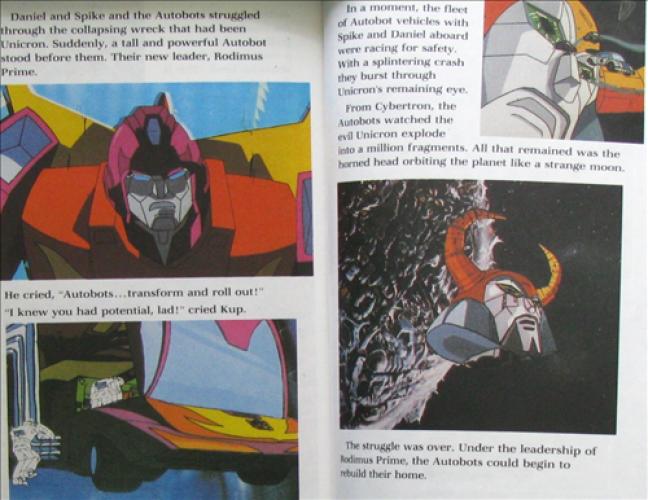 Daniel and Spike and the Autobots struggled
through the collapsing wreck that had been
Unicron. Suddenly, a tall and powerful Autobot
stood before them. Their new leader, Rodimus
Prime.
He cried, "Autobots...transform and roll out!"
"I knew you had potential, lad!" cried Kup.
In a moment, the fleet
of Autobot vehicles with
Spike and Daniel aboard
were racing for safety.
With a splintering crash
they burst through
Unicron's remaining eye.
From Cybertron, the
Autobots watched the
evil Unicron explode
into a million fragments. All that remained was the
horned head orbiting the planet like a strange moon.
The struggle was over. Under the leadership of
Rodimus Prime, the Autobots could begin to
rebuild their home.